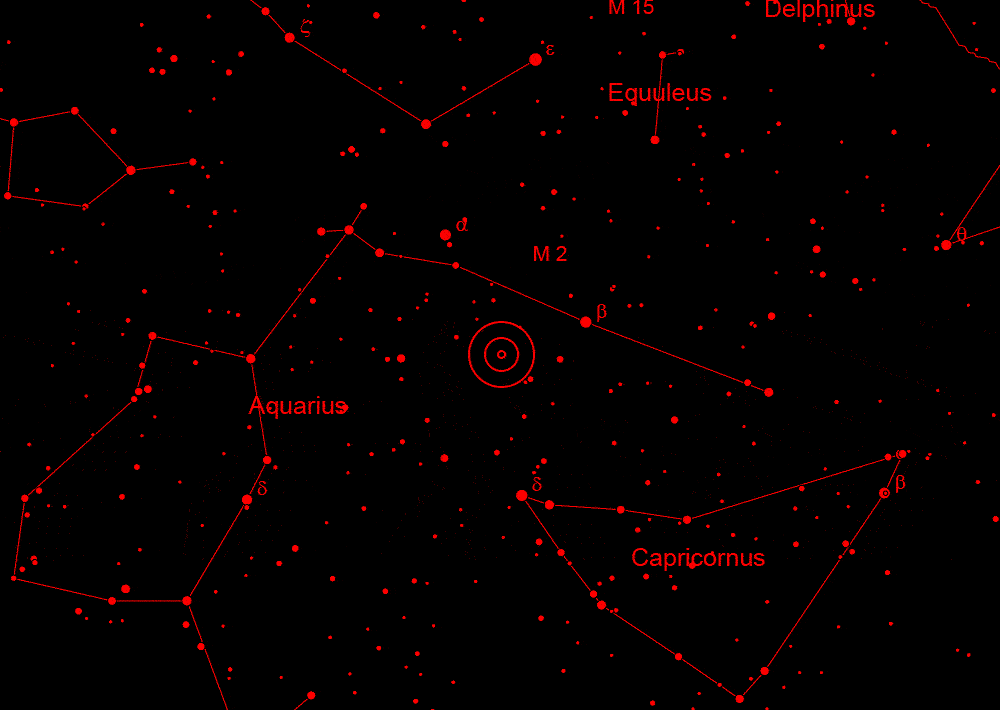 M 15
Delphinus
ζ
ε
Equuleus
α
θ
M 2
β
Aquarius
δ
δ
β
Capricornus